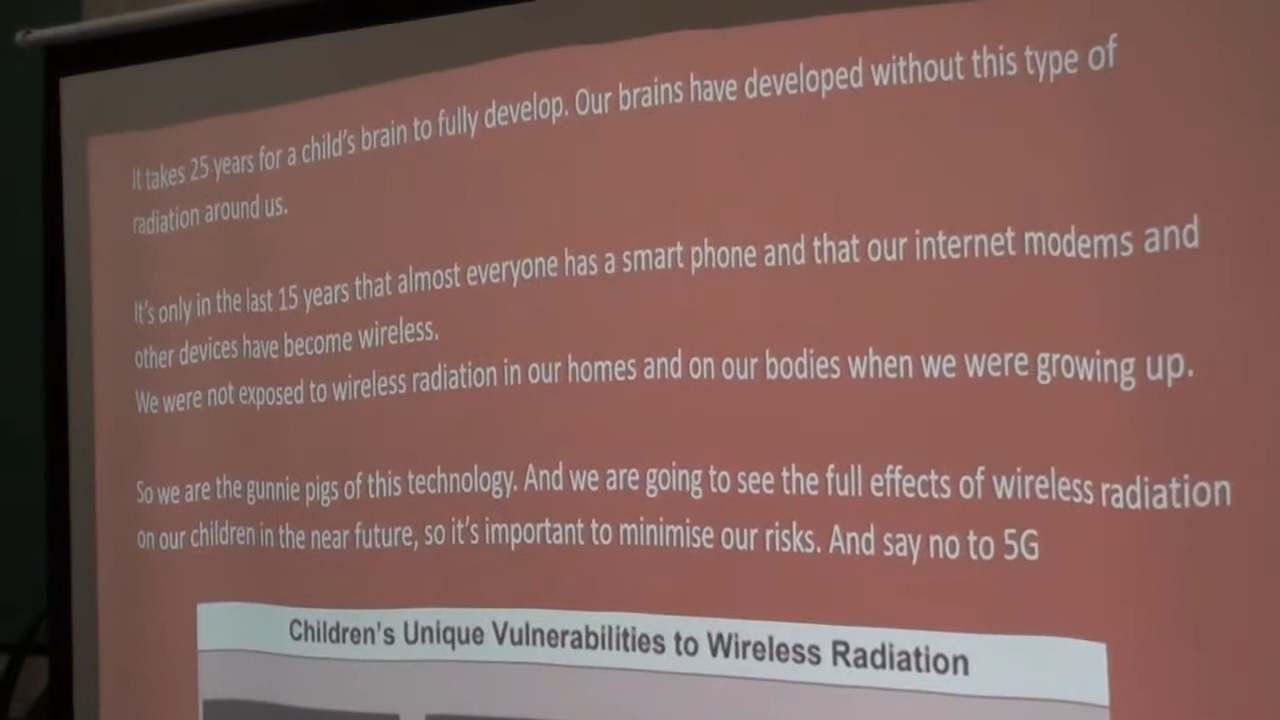 It takes 25 years for a child's brain to fully develop. Our brains have developed without this type of
radiation around us.
It's only in the last 15 years that almost everyone has a smart phone and that our internet modems and
other devices have become wireless.
We were not exposed to wireless radiation in our homes and on our bodies when we were growing up.
So we are the gunnie pigs of this technology. And we are going to see the full effects of wireless radiation
on our children in the near future, so it's important to minimise our risks. And say no to 5G
Children's Unique Vulnerabilities to Wireless Radiation